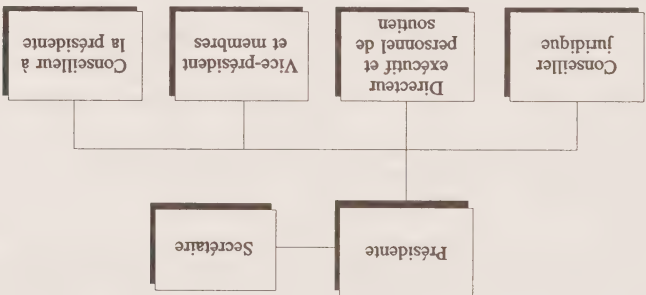 Présidente
Secrétaire
Conseiller
juridique
Directeur
exécutif et
personnel de
soutien
Vice-président
et membres
Conseilleur à
la présidente